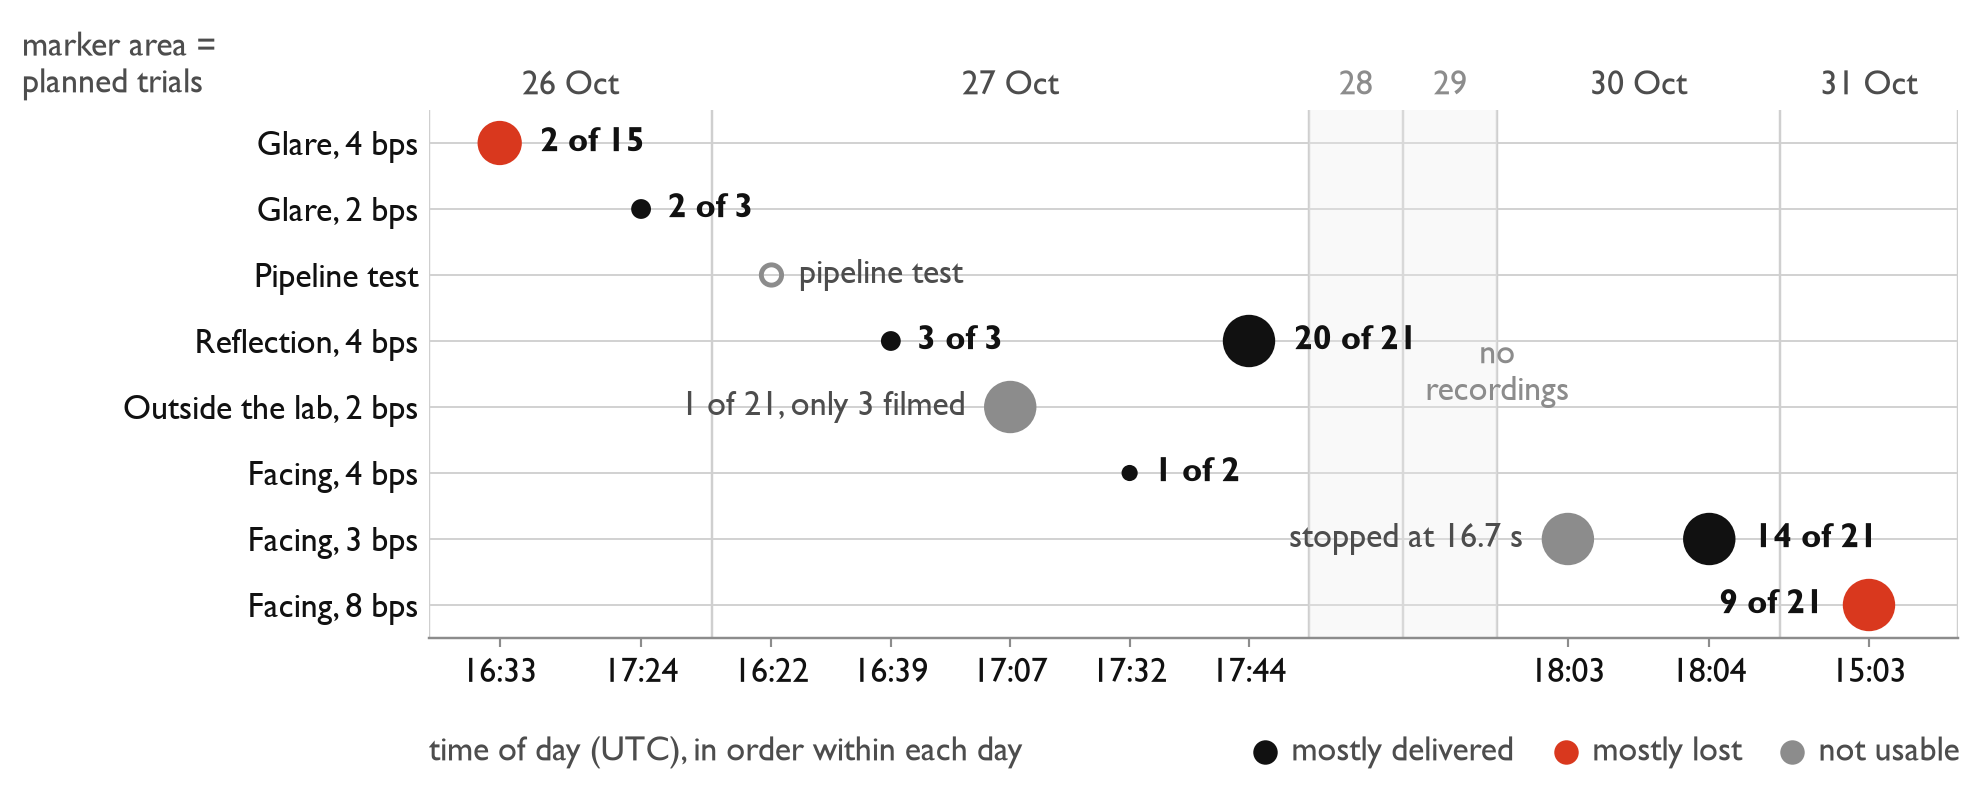 marker area =
planned trials
26 Oct
27 Oct
28
29
30 Oct
31 Oct
Glare, 4 bps
2 of 15
Glare, 2 bps
2 of 3
Pipeline test
pipeline test
Reflection, 4 bps
3 of 3
20 of 21
no
recordings
Outside the lab, 2 bps
1 of 21, only 3 filmed
Facing, 4 bps
1 of 2
Facing, 3 bps
stopped at 16.7 s
14 of 21
Facing, 8 bps
9 of 21
16:33
17:24
16:22
16:39
17:07
17:32
17:44
18:03
18:04
15:03
time of day (UTC), in order within each day
mostly delivered
mostly lost
not usable